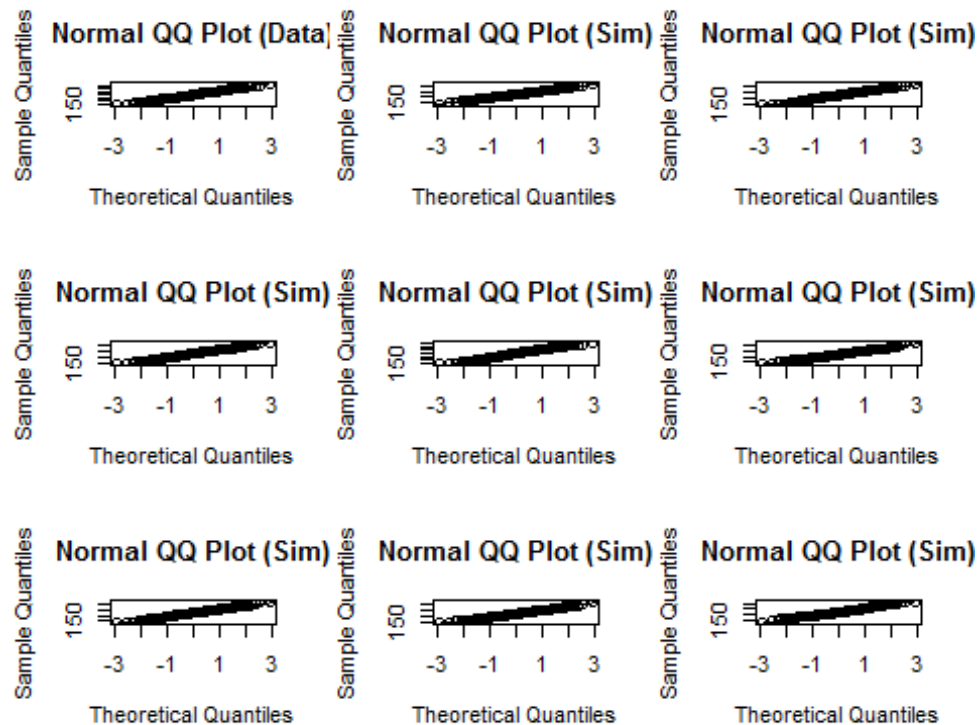 Normal QQ Plot (Data)
Sample Quantiles
150
-3 -1 1 3
Theoretical Quantiles
Normal QQ Plot (Sim)
Sample Quantiles
150
-3 -1 1 3
Theoretical Quantiles
Normal QQ Plot (Sim)
Sample Quantiles
150
-3 -1 1 3
Theoretical Quantiles
Normal QQ Plot (Sim)
Sample Quantiles
150
-3 -1 1 3
Theoretical Quantiles
Normal QQ Plot (Sim)
Sample Quantiles
150
-3 -1 1 3
Theoretical Quantiles
Normal QQ Plot (Sim)
Sample Quantiles
150
-3 -1 1 3
Theoretical Quantiles
Normal QQ Plot (Sim)
Sample Quantiles
150
-3 -1 1 3
Theoretical Quantiles
Normal QQ Plot (Sim)
Sample Quantiles
150
-3 -1 1 3
Theoretical Quantiles
Normal QQ Plot (Sim)
Sample Quantiles
150
-3 -1 1 3
Theoretical Quantiles